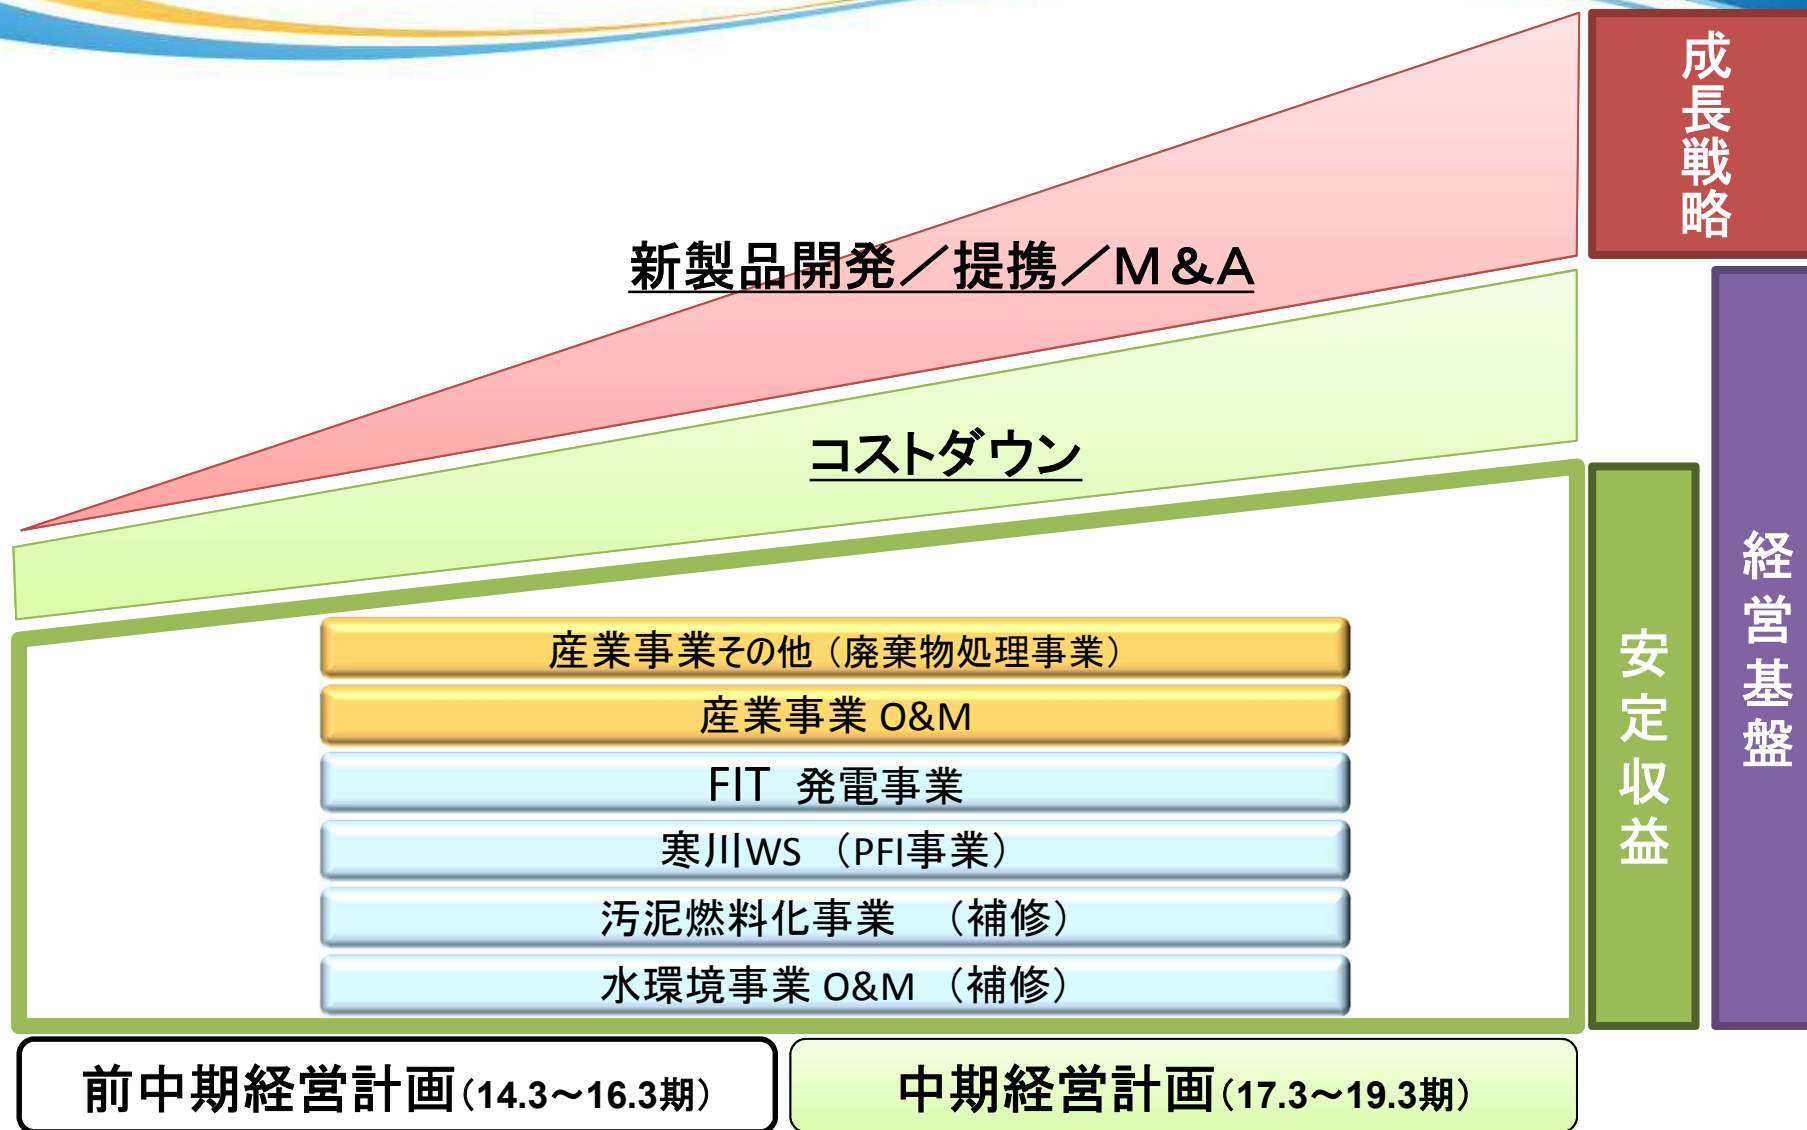 成長戦略
新製品開発／提携／M&A
コストダウン
経営基盤
安定収益
産業事業その他（廃棄物処理事業）
産業事業 O&M
FIT 発電事業
寒川WS （PFI事業）
汚泥燃料化事業 （補修）
水環境事業 O&M （補修）
前中期経営計画（14.3～16.3期）
中期経営計画（17.3～19.3期）